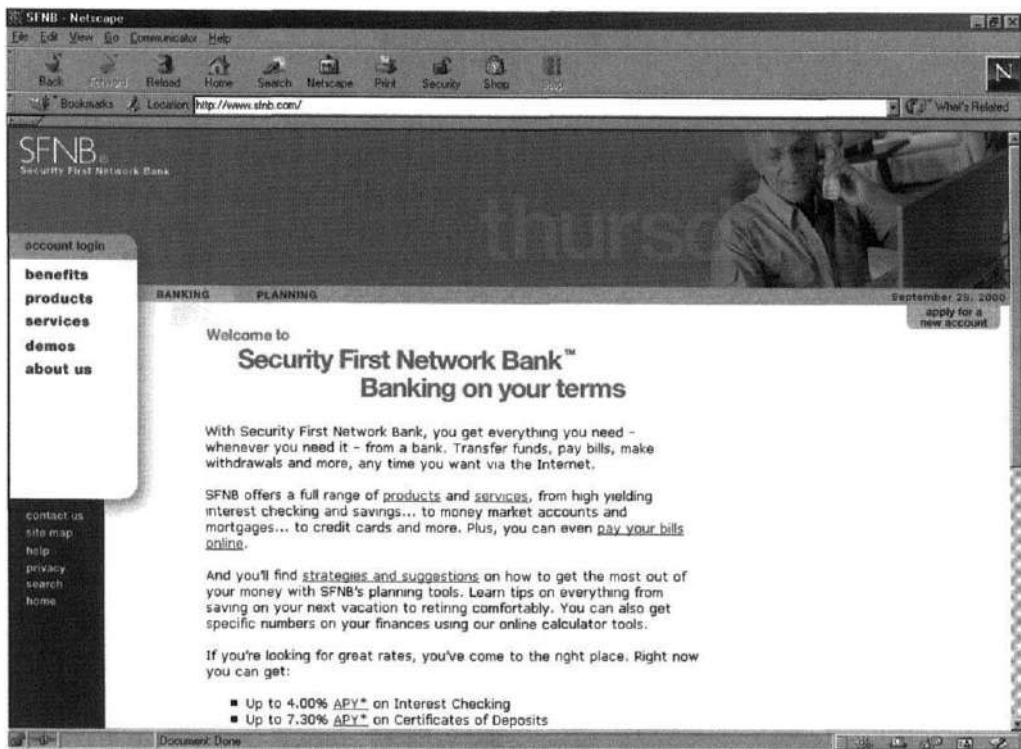 SFNB - Netscape
File Edit View Go Communicator Help
Back Forward Reload Home Search Netscape Print Security Shop Stop
Bookmarks Location: http://www.sfnb.com/ What's Related
SFNB®
Security First Network Bank
thursd
account login
benefits
products
services
demos
about us
BANKING PLANNING
September 28, 2000
apply for a
new account
Welcome to
Security First Network Bank™
Banking on your terms
With Security First Network Bank, you get everything you need -
whenever you need it - from a bank. Transfer funds, pay bills, make
withdrawals and more, any time you want via the Internet.
SFNB offers a full range of products and services, from high yielding
interest checking and savings... to money market accounts and
mortgages... to credit cards and more. Plus, you can even pay your bills
online.
And you'll find strategies and suggestions on how to get the most out of
your money with SFNB's planning tools. Learn tips on everything from
saving on your next vacation to retiring comfortably. You can also get
specific numbers on your finances using our online calculator tools.
If you're looking for great rates, you've come to the right place. Right now
you can get:
■ Up to 4.00% APY* on Interest Checking
■ Up to 7.30% APY* on Certificates of Deposits
contact us
site map
help
privacy
search
home
Document: Done
N